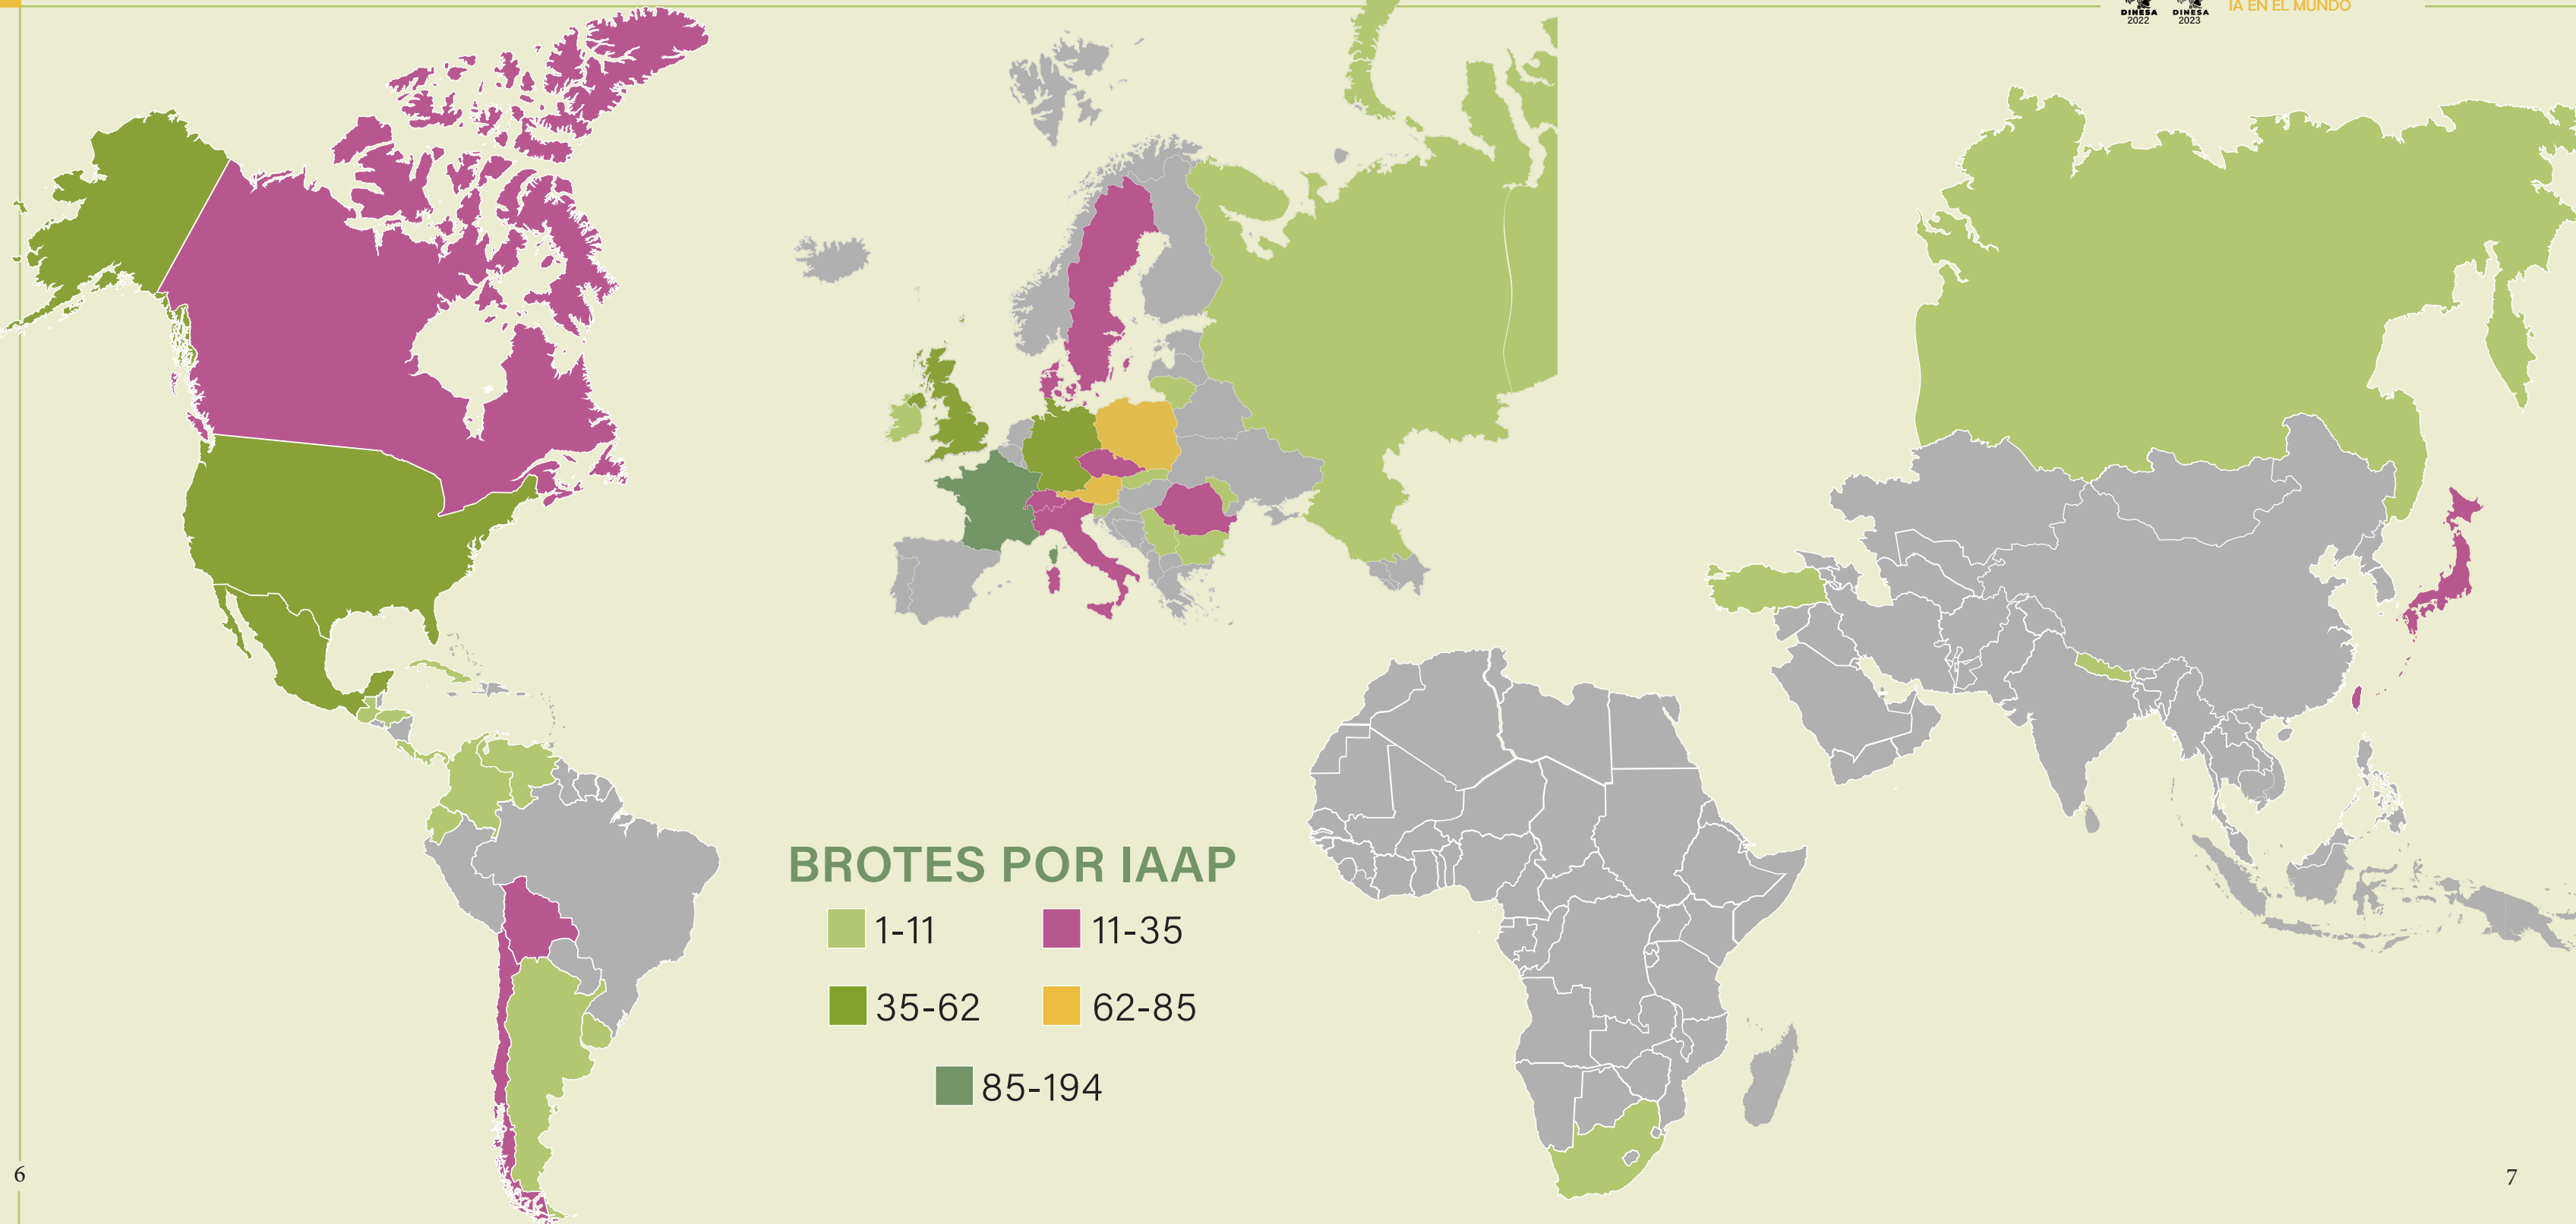 DINESA
2022
DINESA
2023
IA EN EL MUNDO
BROTES POR IAAP
1-11
11-35
35-62
62-85
85-194
6
7